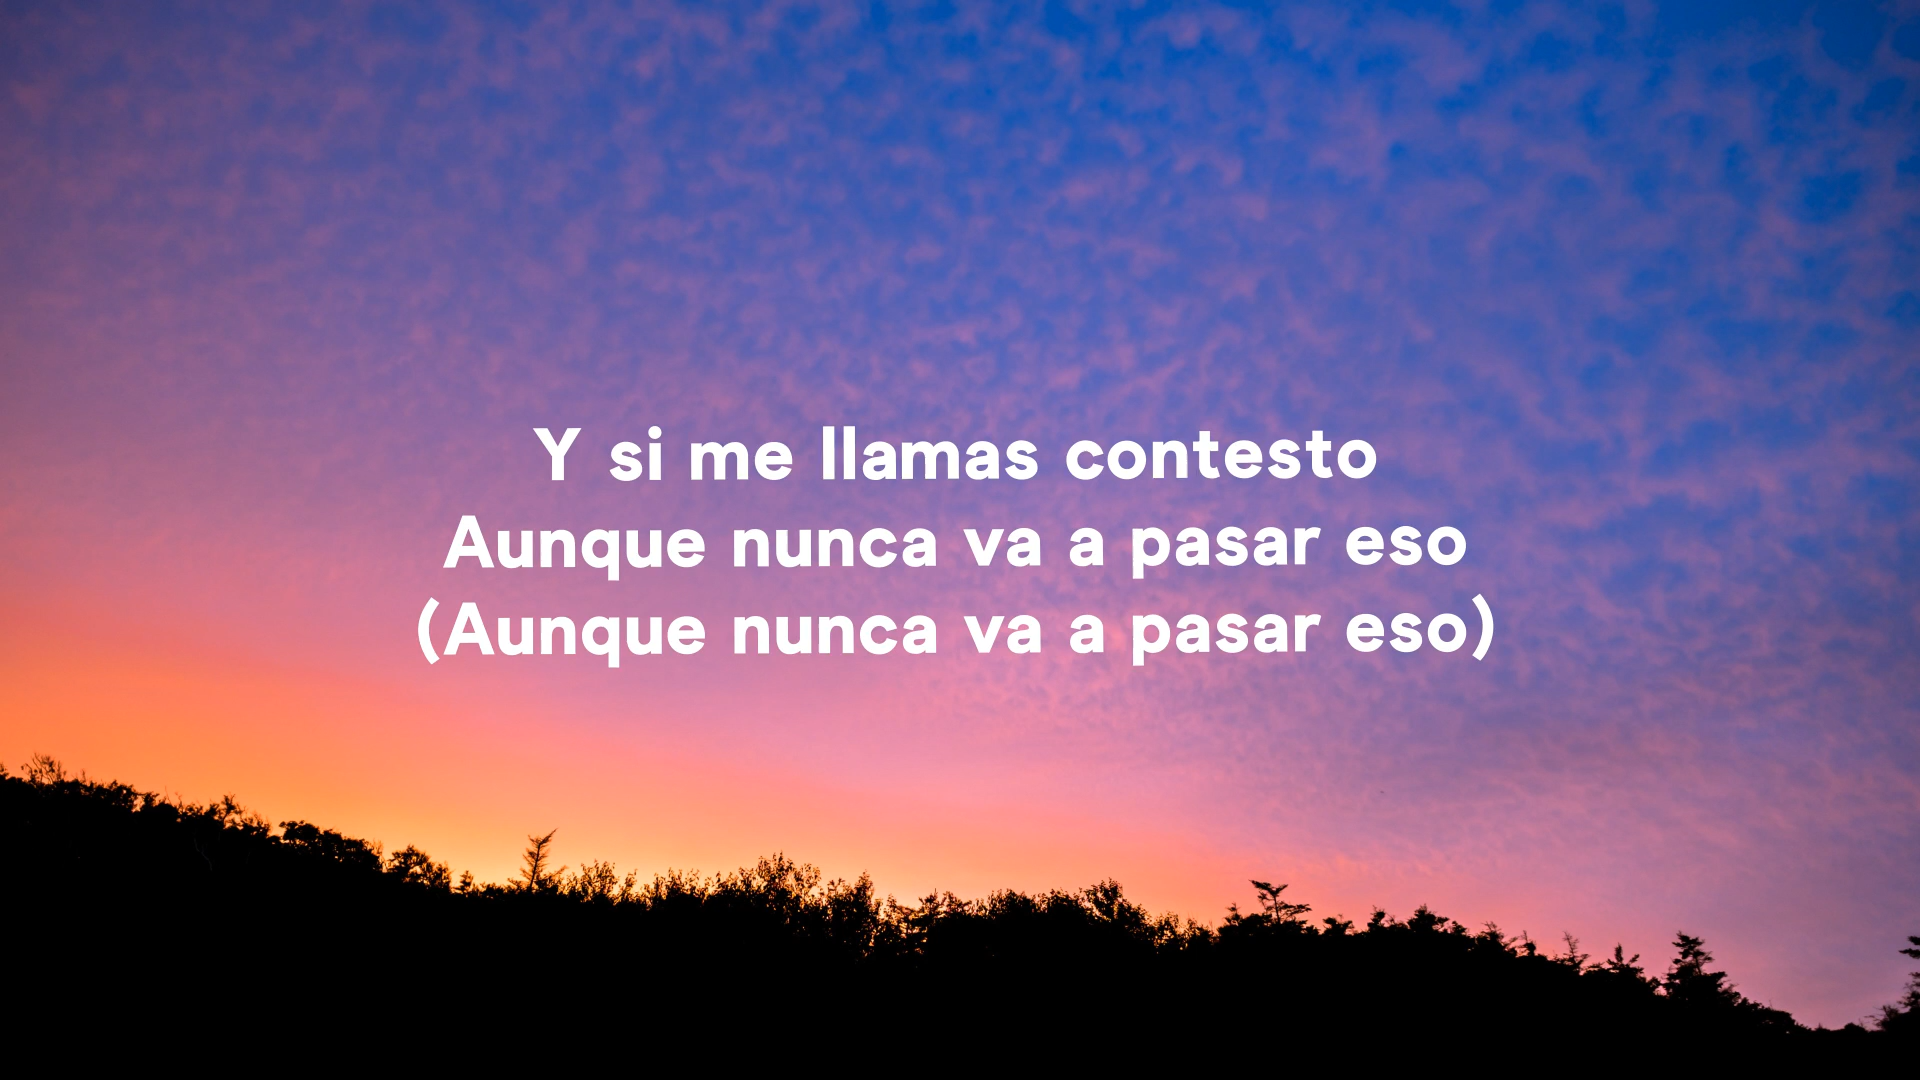 Y si me llamas contesto
Aunque nunca va a pasar eso
(Aunque nunca va a pasar eso)